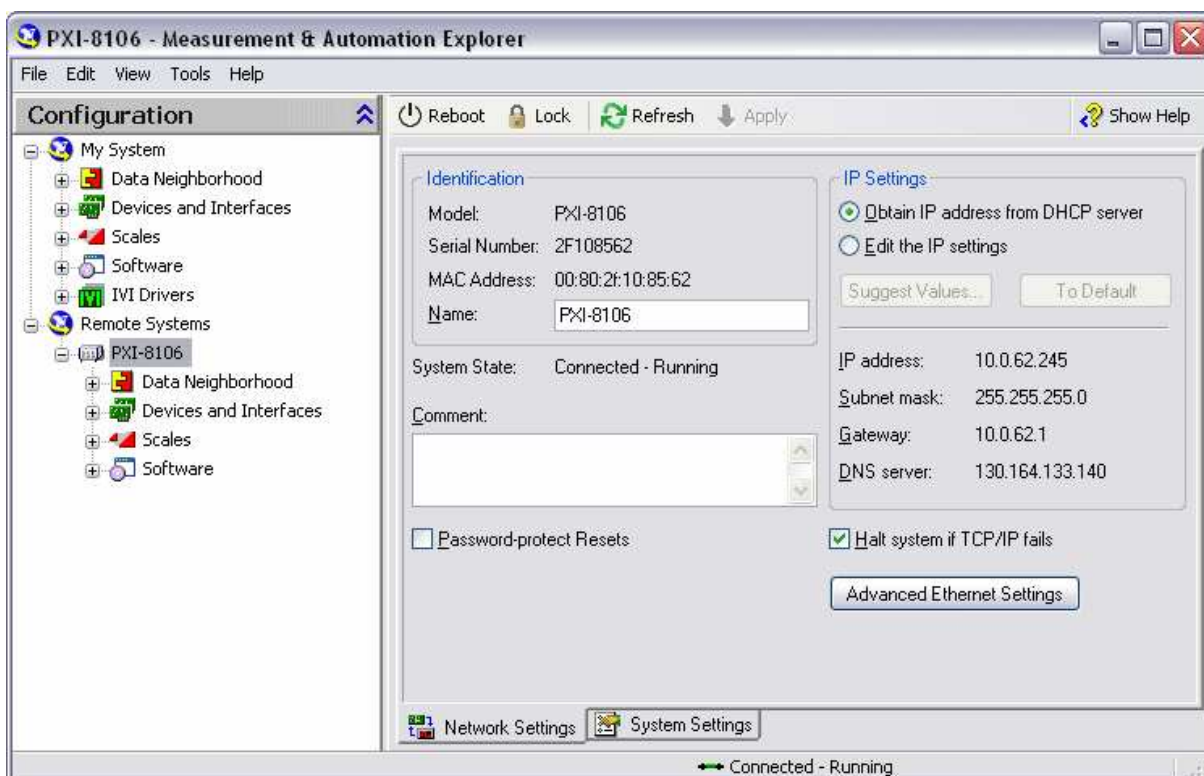 PXI-8106 - Measurement & Automation Explorer
File Edit View Tools Help
Configuration
My System
Data Neighborhood
Devices and Interfaces
Scales
Software
IVI Drivers
Remote Systems
PXI-8106
Data Neighborhood
Devices and Interfaces
Scales
Software
Reboot Lock Refresh Apply Show Help
Identification
Model: PXI-8106
Serial Number: 2F108562
MAC Address: 00:80:2f:10:85:62
Name: PXI-8106
System State: Connected - Running
Comment:
Password-protect Resets
IP Settings
Obtain IP address from DHCP server
Edit the IP settings
Suggest Values... To Default
IP address: 10.0.62.245
Subnet mask: 255.255.255.0
Gateway: 10.0.62.1
DNS server: 130.164.133.140
Halt system if TCP/IP fails
Advanced Ethernet Settings
Network Settings System Settings
Connected - Running